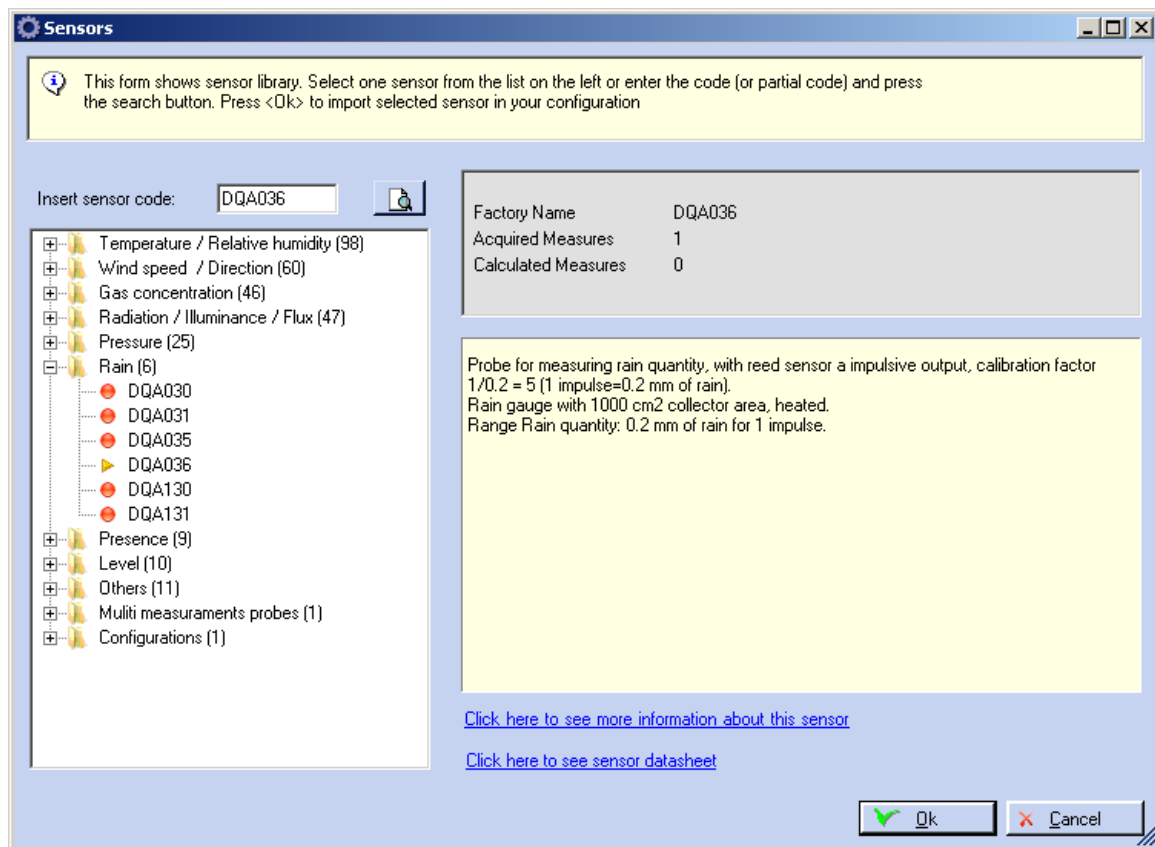 Sensors
This form shows sensor library. Select one sensor from the list on the left or enter the code (or partial code) and press
the search button. Press <Ok> to import selected sensor in your configuration
Insert sensor code:
DQA036
Temperature / Relative humidity (98)
Wind speed / Direction (60)
Gas concentration (46)
Radiation / Illuminance / Flux (47)
Pressure (25)
Rain (6)
DQA030
DQA031
DQA035
DQA036
DQA130
DQA131
Presence (9)
Level (10)
Others (11)
Muliti measuraments probes (1)
Configurations (1)
Factory Name DQA036
Acquired Measures 1
Calculated Measures 0
Probe for measuring rain quantity, with reed sensor a impulsive output, calibration factor
1/0.2 = 5 (1 impulse=0.2 mm of rain).
Rain gauge with 1000 cm2 collector area, heated.
Range Rain quantity: 0.2 mm of rain for 1 impulse.
Click here to see more information about this sensor
Click here to see sensor datasheet
Ok
Cancel